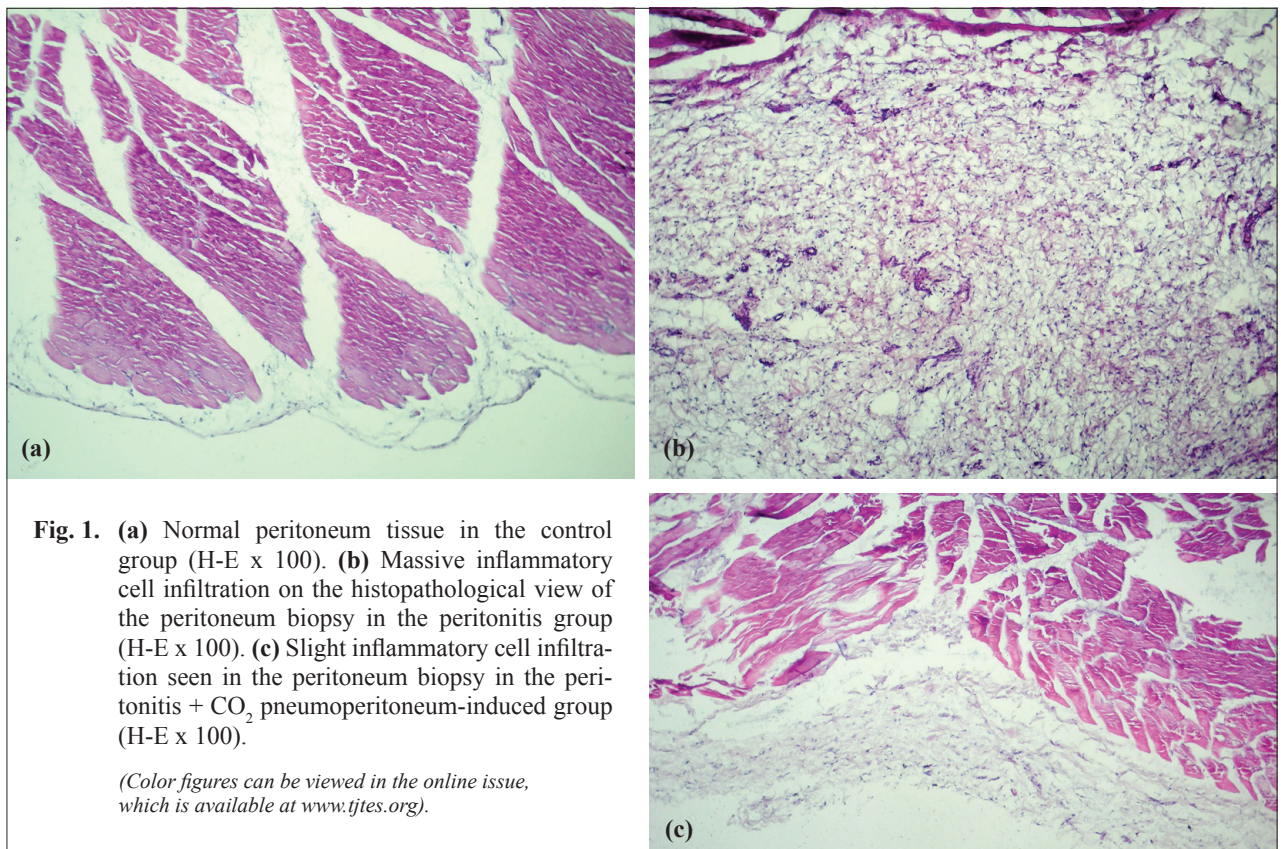 (a)
(b)
Fig. 1. (a) Normal peritoneum tissue in the control
group (H-E x 100). (b) Massive inflammatory
cell infiltration on the histopathological view of
the peritoneum biopsy in the peritonitis group
(H-E x 100). (c) Slight inflammatory cell infiltra-
tion seen in the peritoneum biopsy in the peri-
tonitis + CO₂ pneumoperitoneum-induced group
(H-E x 100).
(Color figures can be viewed in the online issue,
which is available at www.tjtes.org).
(c)